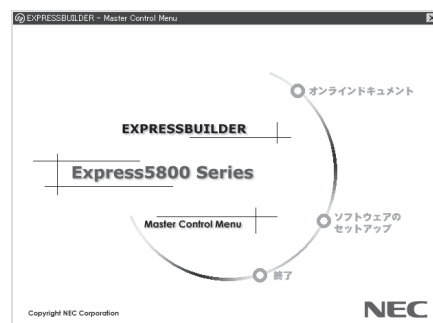 EXPRESSBUILDER - Master Control Menu
オンラインドキュメント
EXPRESSBUILDER
Express5800 Series
Master Control Menu
ソフトウェアの
セットアップ
終了
Copyright NEC Corporation
NEC